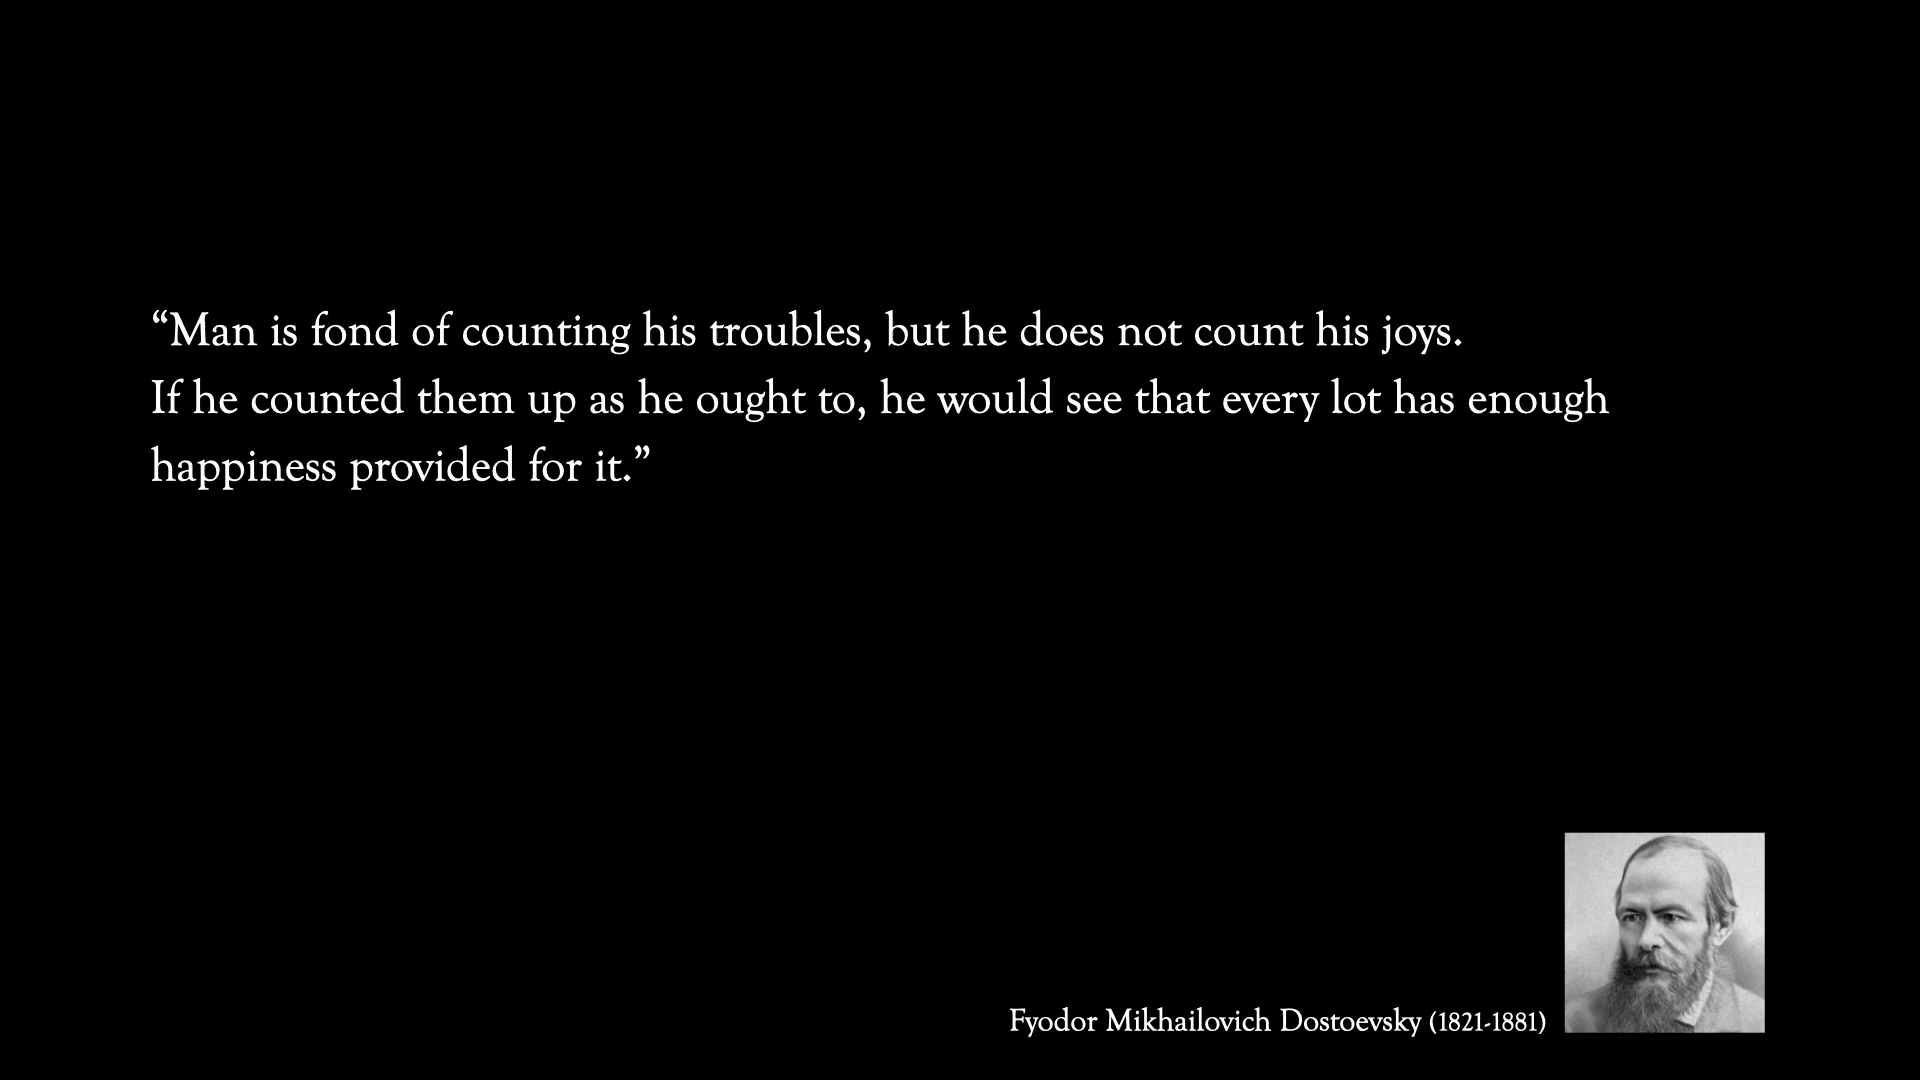 “Man is fond of counting his troubles, but he does not count his joys.
If he counted them up as he ought to, he would see that every lot has enough
happiness provided for it.”
Fyodor Mikhailovich Dostoevsky (1821-1881)